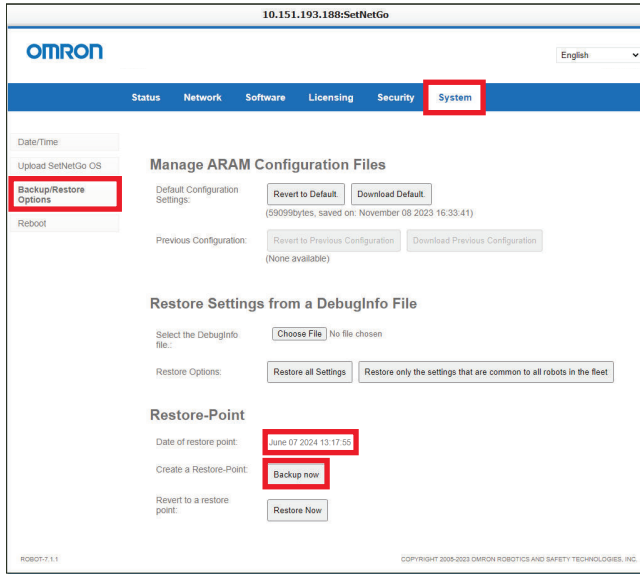 10.151.193.188:SetNetGo
OMRON
English
Status Network Software Licensing Security System
Date/Time
Upload SetNetGo OS
Backup/Restore
Options
Reboot
Manage ARAM Configuration Files
Default Configuration
Settings:
Revert to Default. Download Default.
(59099bytes, saved on: November 08 2023 16:33:41)
Previous Configuration:
Revert to Previous Configuration Download Previous Configuration
(None available)
Restore Settings from a DebugInfo File
Select the DebugInfo
file.:
Choose File No file chosen
Restore Options:
Restore all Settings Restore only the settings that are common to all robots in the fleet
Restore-Point
Date of restore point:
June 07 2024 13:17:55
Create a Restore-Point:
Backup now
Revert to a restore
point:
Restore Now
ROBOT-7.1.1
COPYRIGHT 2005-2023 OMRON ROBOTICS AND SAFETY TECHNOLOGIES, INC.